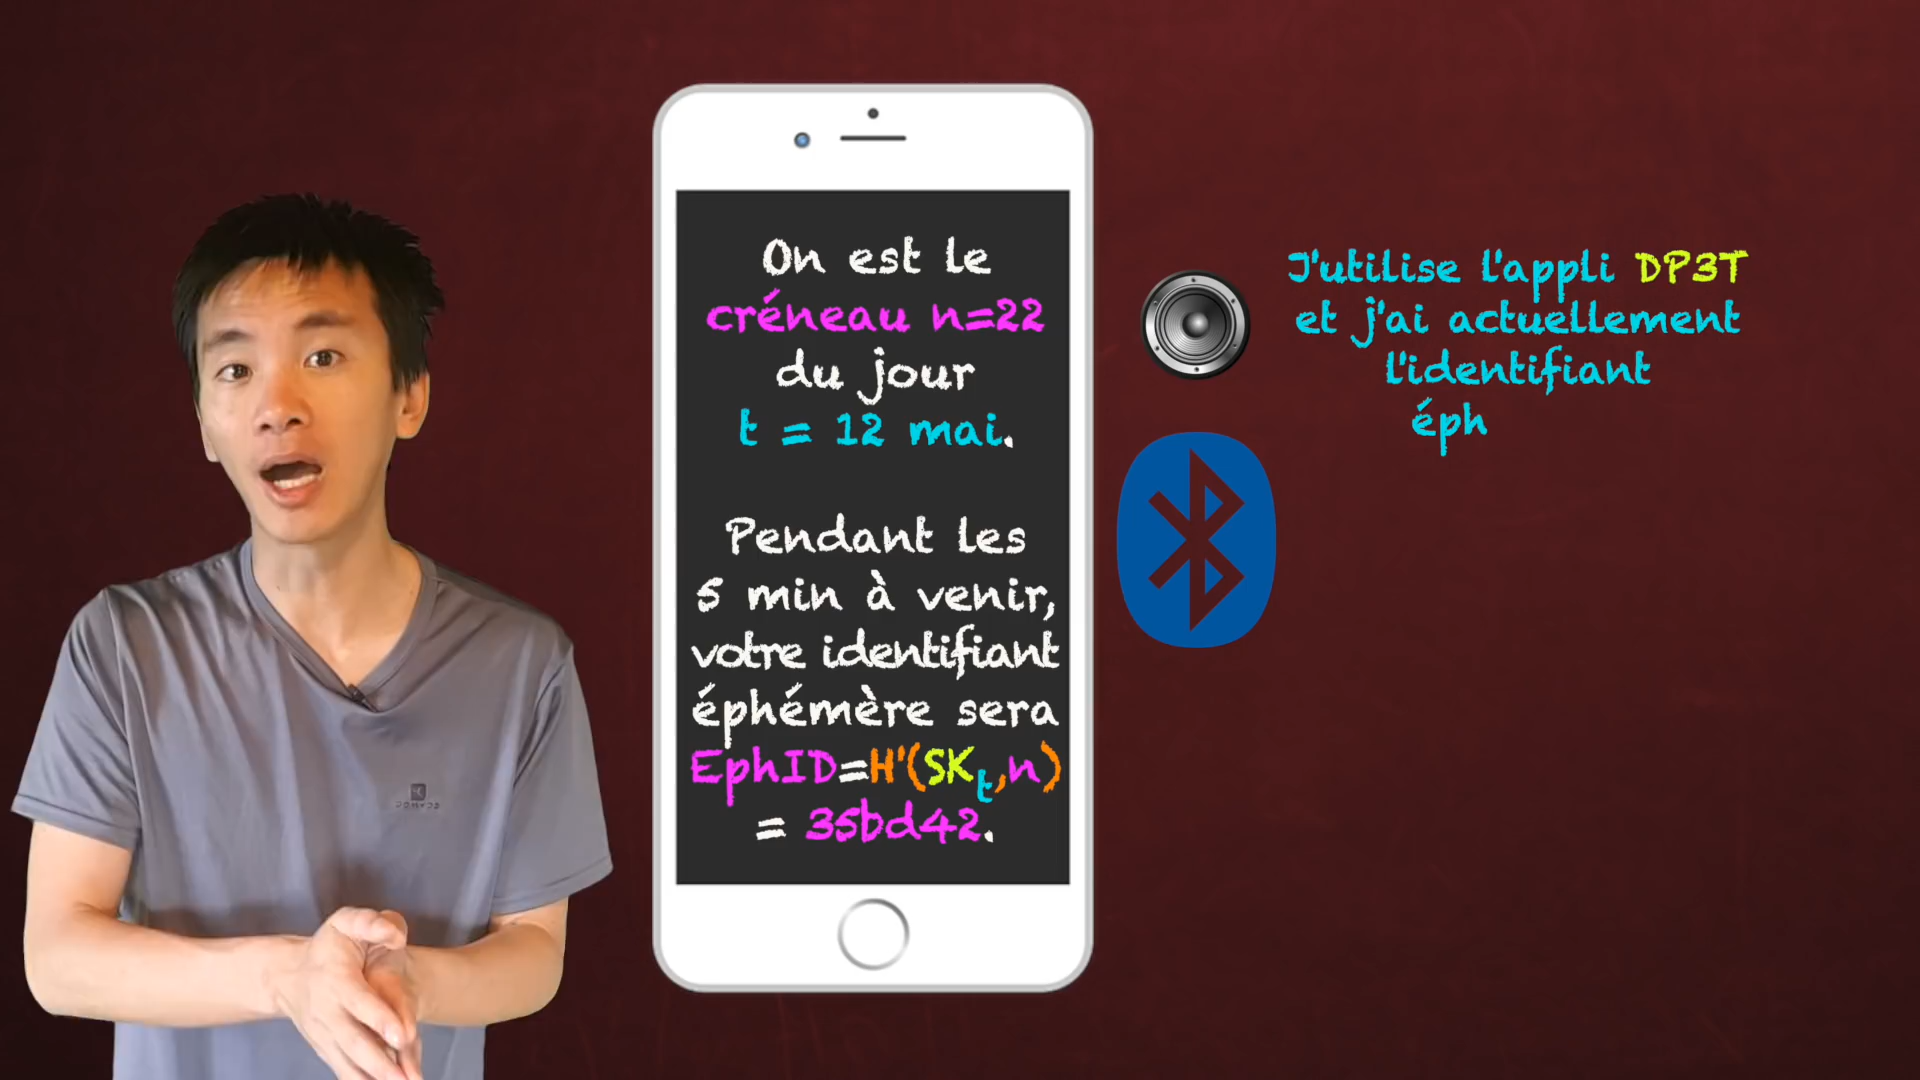 On est le
créneau n=22
du jour
t = 12 mai.
Pendant les
5 min à venir,
votre identifiant
éphémère sera
EphID=H'(SKt,n)
= 35bd42.
J'utilise l'appli DP3T
et j'ai actuellement
l'identifiant
éph